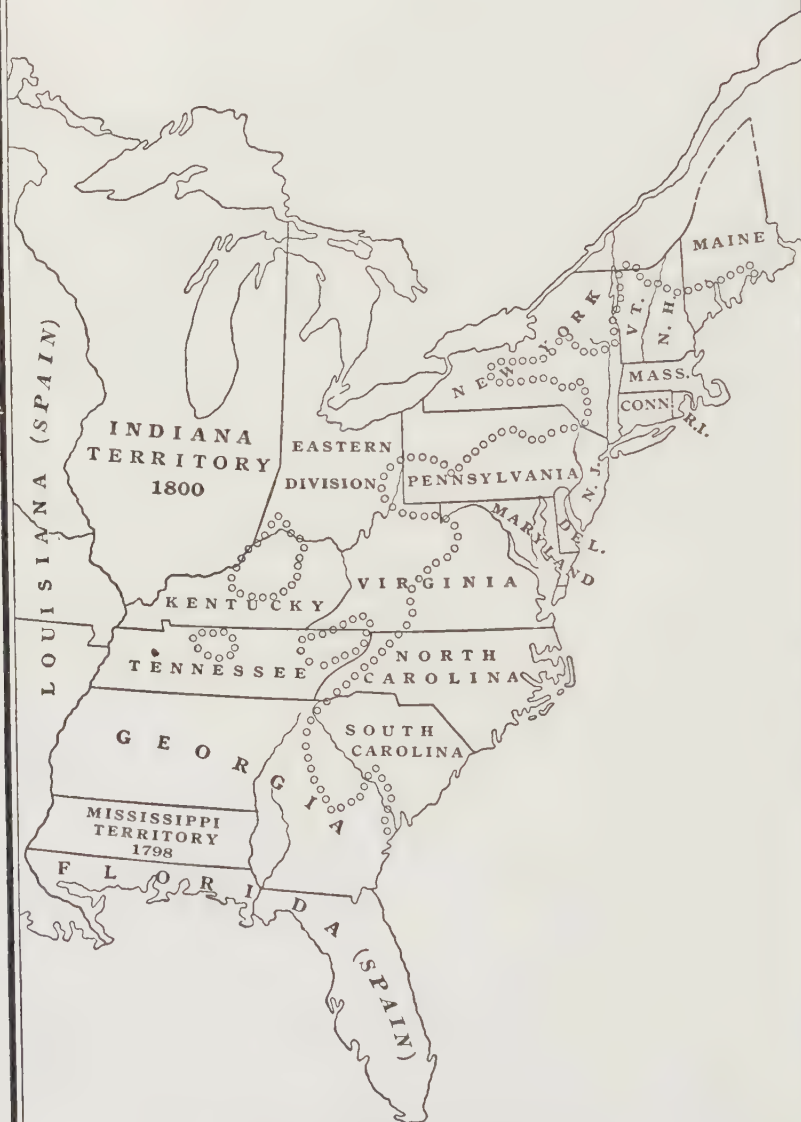 MAINE
VT.
N. H.
NEW YORK
MASS.
CONN
R.I.
LOUISIANA (SPAIN)
INDIANA
TERRITORY
1800
EASTERN
DIVISION
PENNSYLVANIA
N. J.
MARYLAND
DEL.
VIRGINIA
KENTUCKY
TENNESSEE
NORTH
CAROLINA
SOUTH
CAROLINA
GEORGIA
MISSISSIPPI
TERRITORY
1798
FLORIDA (SPAIN)